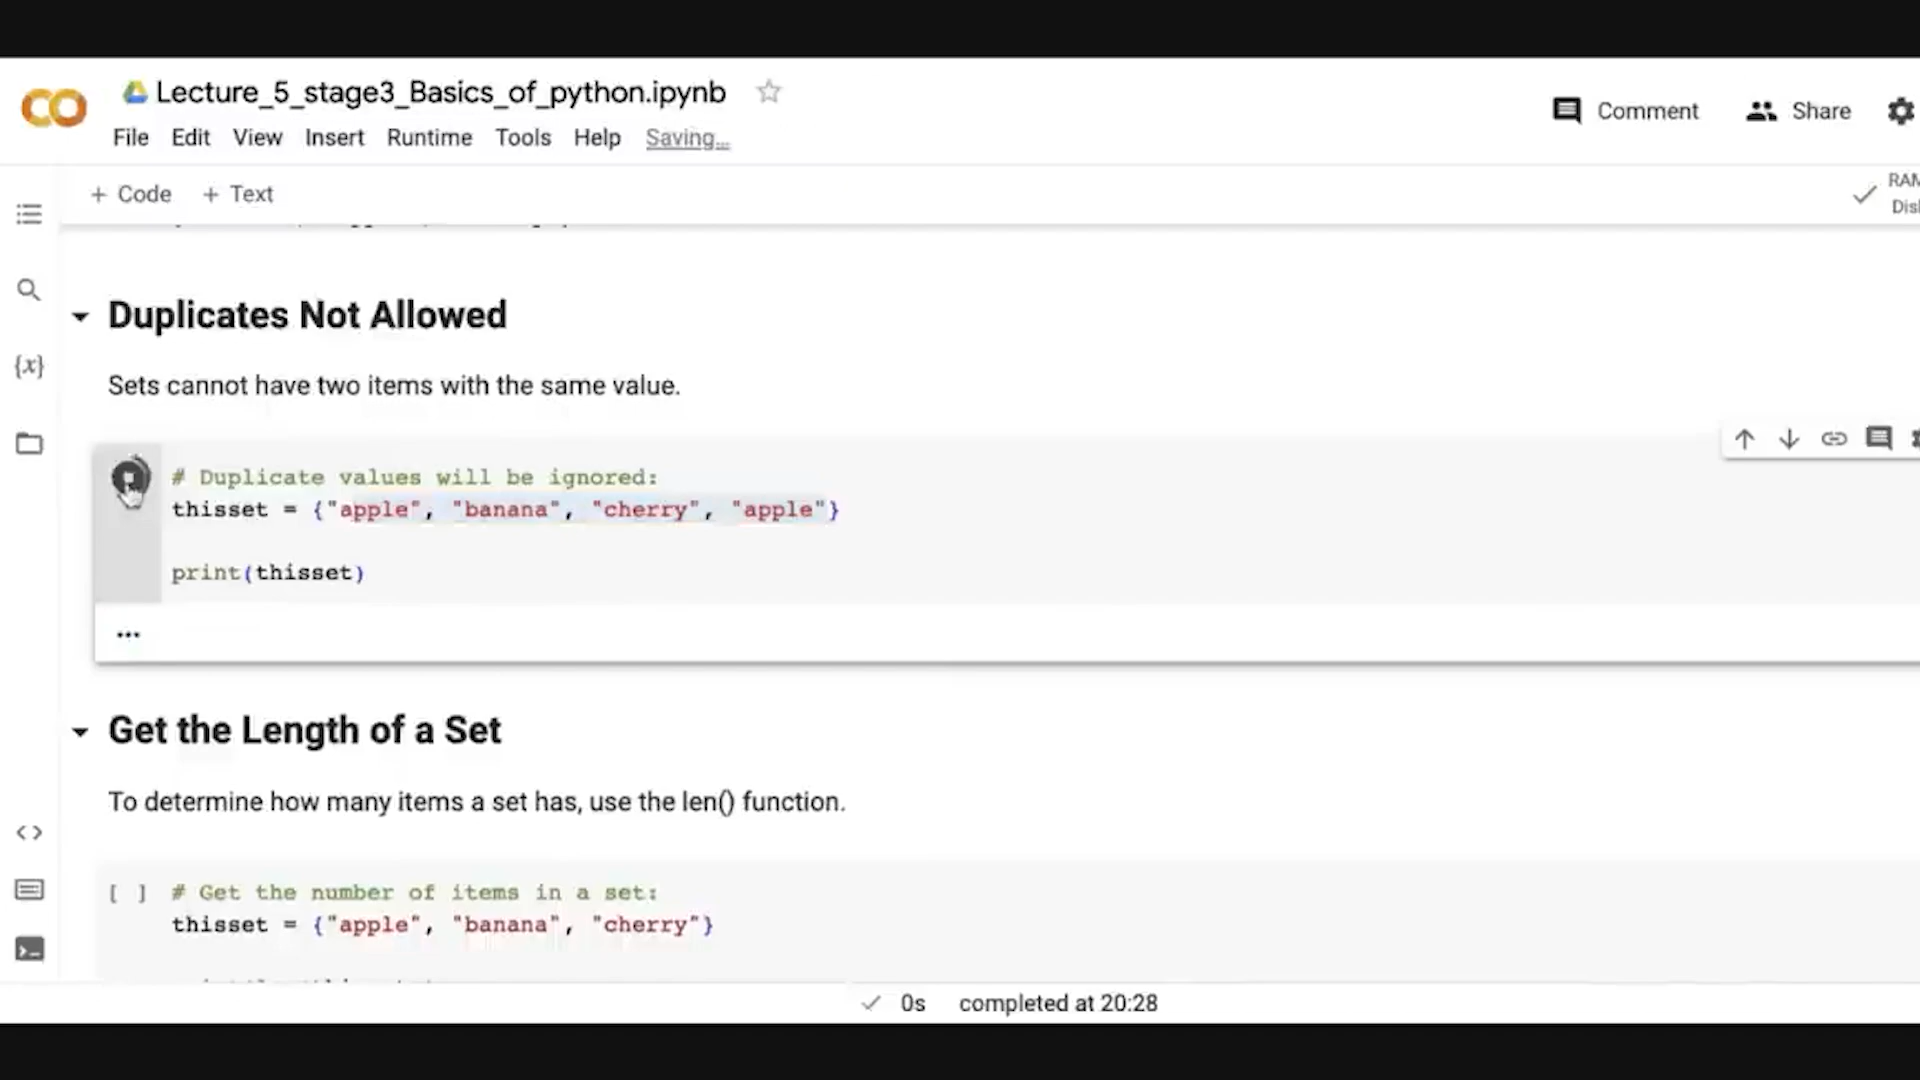 Lecture_5_stage3_Basics_of_python.ipynb
File Edit View Insert Runtime Tools Help Saving...
Comment Share
+ Code + Text
RAM
Disk
Duplicates Not Allowed
Sets cannot have two items with the same value.
# Duplicate values will be ignored:
thisset = {"apple", "banana", "cherry", "apple"}
print(thisset)
...
Get the Length of a Set
To determine how many items a set has, use the len() function.
[ ] # Get the number of items in a set:
thisset = {"apple", "banana", "cherry"}
0s completed at 20:28